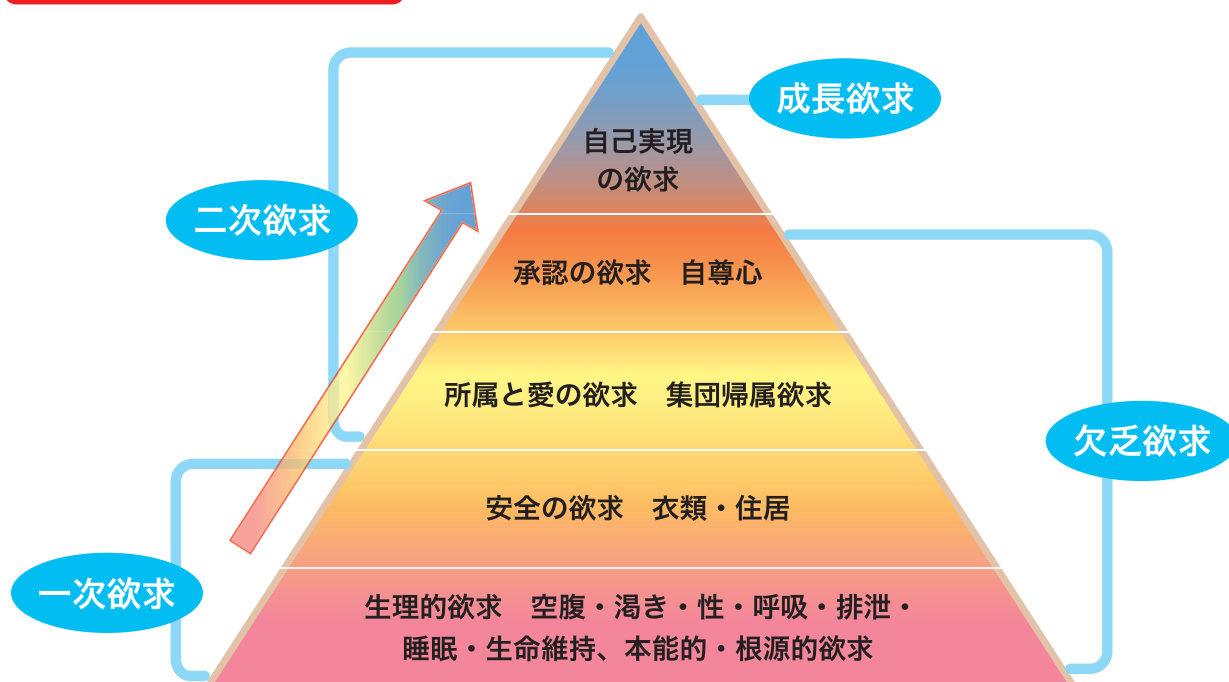 成長欲求
自己実現
の欲求
二次欲求
承認の欲求　自尊心
所属と愛の欲求　集団帰属欲求
欠乏欲求
安全の欲求　衣類・住居
一次欲求
生理的欲求　空腹・渇き・性・呼吸・排泄・
睡眠・生命維持、本能的・根源的欲求